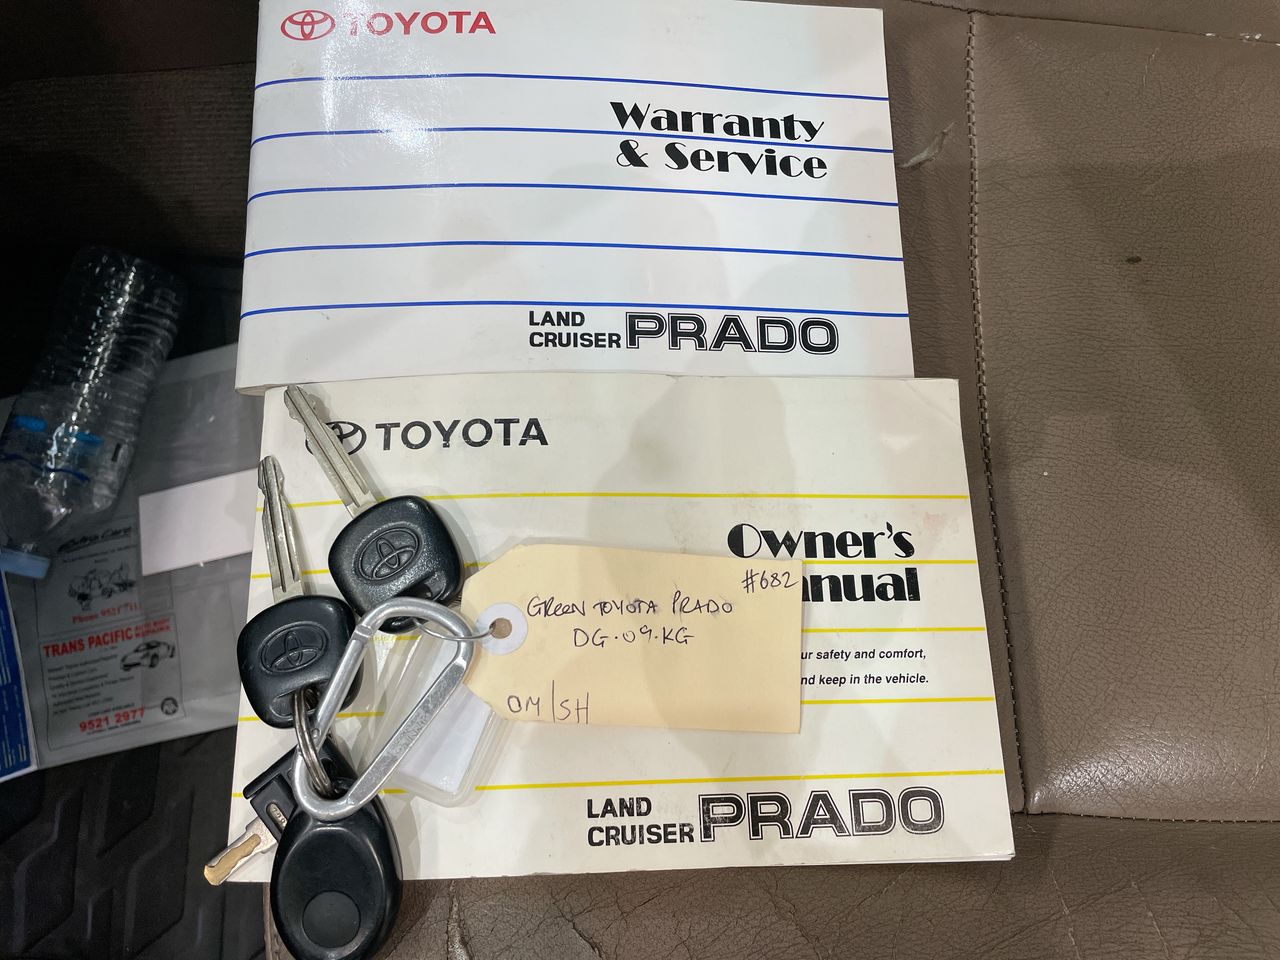 TOYOTA
Warranty
& Service
LAND
CRUISER PRADO
TOYOTA
Owner's
anual
ur safety and comfort,
nd keep in the vehicle.
LAND
CRUISER PRADO
#682
GREEN TOYOTA PRADO
DG·09·KG
OM/SH
TRANS PACIFIC
9521 2977